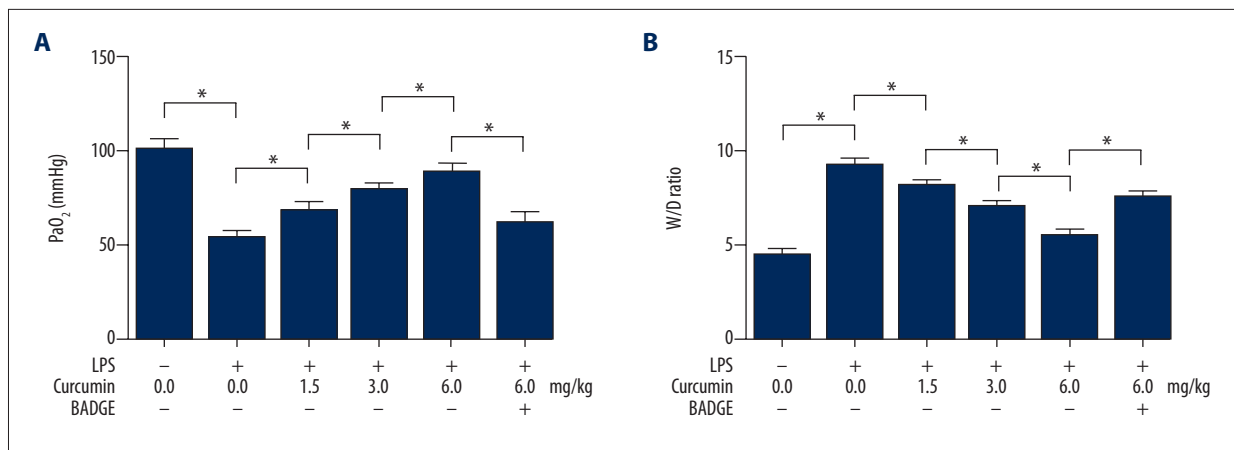 A
PaO2 (mmHg)
150
100
50
0
* * * * *
LPS – + + + + +
Curcumin 0.0 0.0 1.5 3.0 6.0 6.0 mg/kg
BADGE – – – – – +
B
W/D ratio
15
10
5
0
* * * * *
LPS – + + + + +
Curcumin 0.0 0.0 1.5 3.0 6.0 6.0 mg/kg
BADGE – – – – – +